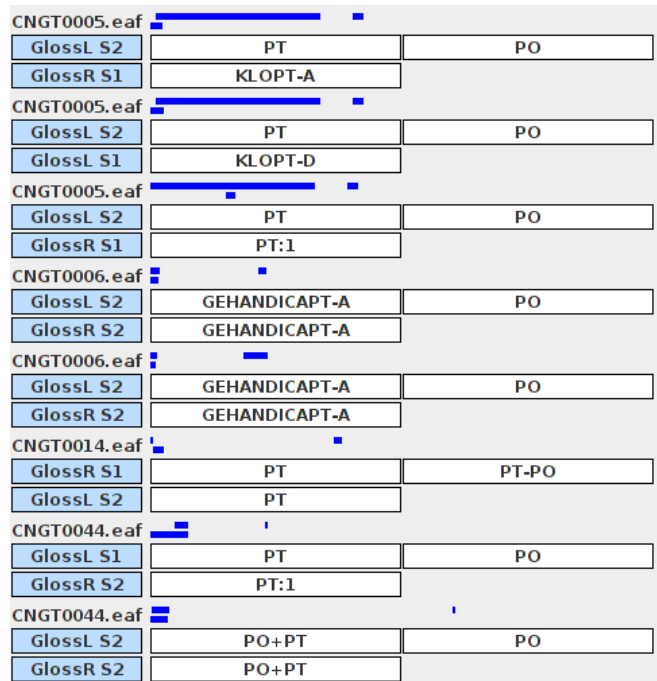 CNGT0005.eaf
GlossL S2 PT PO
GlossR S1 KLOPT-A
CNGT0005.eaf
GlossL S2 PT PO
GlossL S1 KLOPT-D
CNGT0005.eaf
GlossL S2 PT PO
GlossR S1 PT:1
CNGT0006.eaf
GlossL S2 GEHANDICAPT-A PO
GlossR S2 GEHANDICAPT-A
CNGT0006.eaf
GlossL S2 GEHANDICAPT-A PO
GlossR S2 GEHANDICAPT-A
CNGT0014.eaf
GlossR S1 PT PT-PO
GlossL S2 PT
CNGT0044.eaf
GlossL S1 PT PO
GlossR S2 PT:1
CNGT0044.eaf
GlossL S2 PO+PT PO
GlossR S2 PO+PT